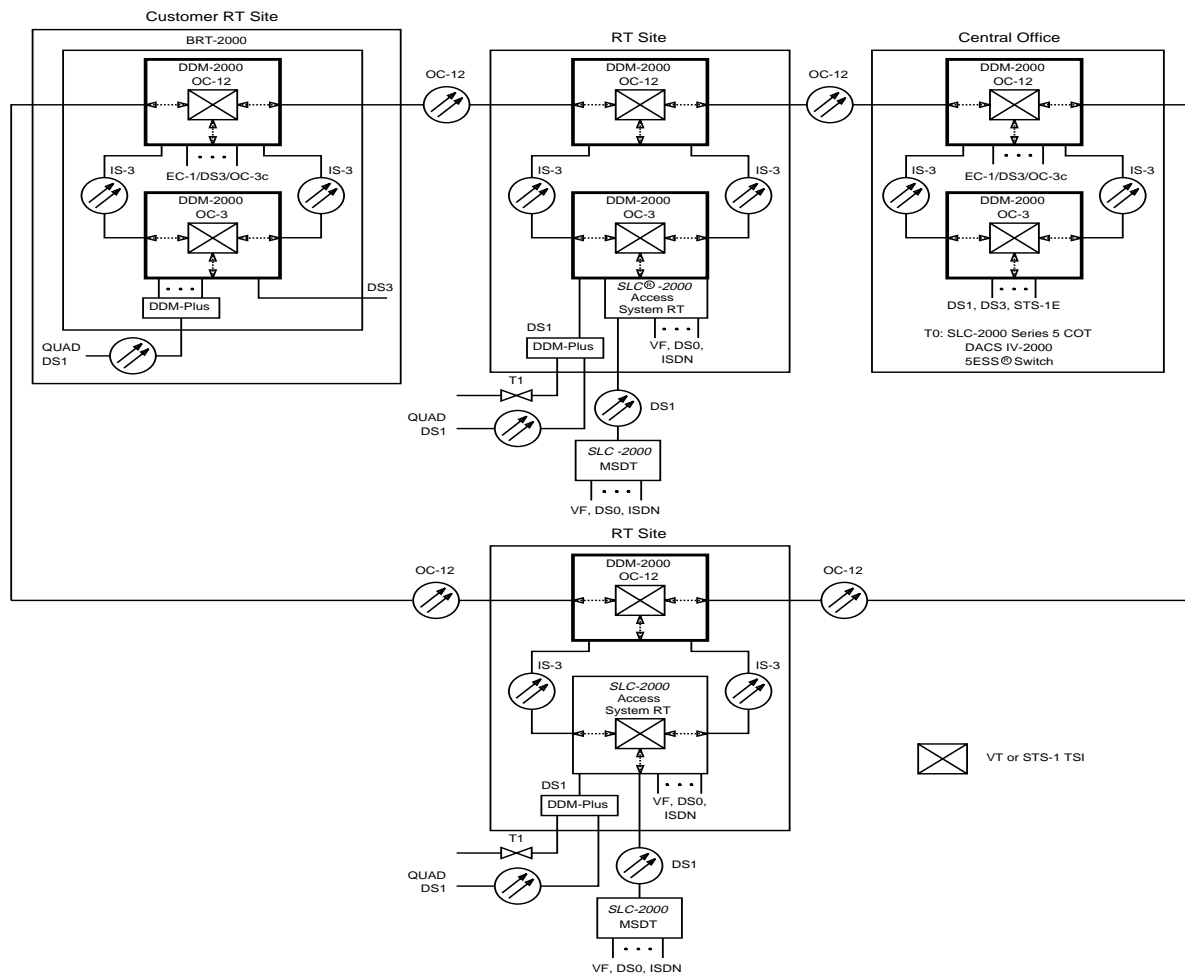 Customer RT Site
BRT-2000
DDM-2000
OC-12
EC-1/DS3/OC-3c
IS-3
IS-3
DDM-2000
OC-3
DS3
DDM-Plus
QUAD
DS1
OC-12
RT Site
DDM-2000
OC-12
IS-3
IS-3
DDM-2000
OC-3
SLC®-2000
Access
System RT
DS1
DDM-Plus
VF, DS0,
ISDN
T1
QUAD
DS1
DS1
SLC -2000
MSDT
VF, DS0, ISDN
OC-12
Central Office
DDM-2000
OC-12
EC-1/DS3/OC-3c
IS-3
IS-3
DDM-2000
OC-3
DS1, DS3, STS-1E
T0: SLC-2000 Series 5 COT
DACS IV-2000
5ESS® Switch
OC-12
RT Site
DDM-2000
OC-12
OC-12
IS-3
IS-3
SLC-2000
Access
System RT
DS1
DDM-Plus
VF, DS0,
ISDN
T1
QUAD
DS1
DS1
SLC-2000
MSDT
VF, DS0, ISDN
VT or STS-1 TSI